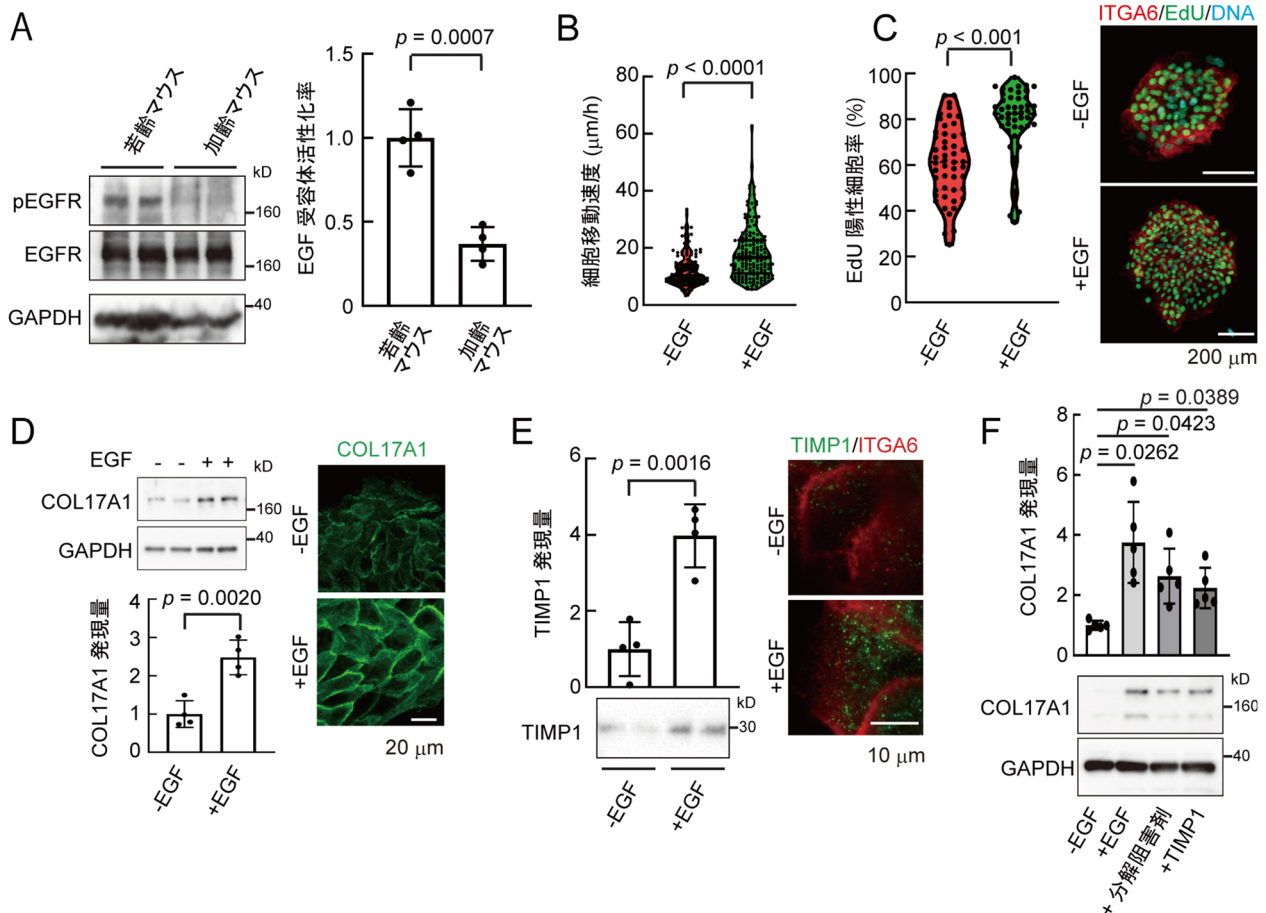 A
若齢マウス
加齢マウス
kD
pEGFR
160
EGFR
160
GAPDH
40
p = 0.0007
EGF 受容体活性化率
1.5
1.0
0.5
0
若齢
マウス
加齢
マウス
B
p < 0.0001
細胞移動速度 (μm/h)
80
60
40
20
0
-EGF
+EGF
C
p < 0.001
EdU 陽性細胞率 (%)
100
80
60
40
20
0
-EGF
+EGF
ITGA6/EdU/DNA
-EGF
+EGF
200 μm
D
EGF - - + +
kD
COL17A1
160
GAPDH
40
p = 0.0020
COL17A1 発現量
4
3
2
1
0
-EGF
+EGF
COL17A1
-EGF
+EGF
20 μm
E
p = 0.0016
TIMP1 発現量
6
4
2
0
TIMP1
kD
30
-EGF
+EGF
TIMP1/ITGA6
-EGF
+EGF
10 μm
F
p = 0.0389
p = 0.0423
p = 0.0262
COL17A1 発現量
8
6
4
2
0
kD
COL17A1
160
GAPDH
40
-EGF
+EGF
+ 分解阻害剤
+TIMP1